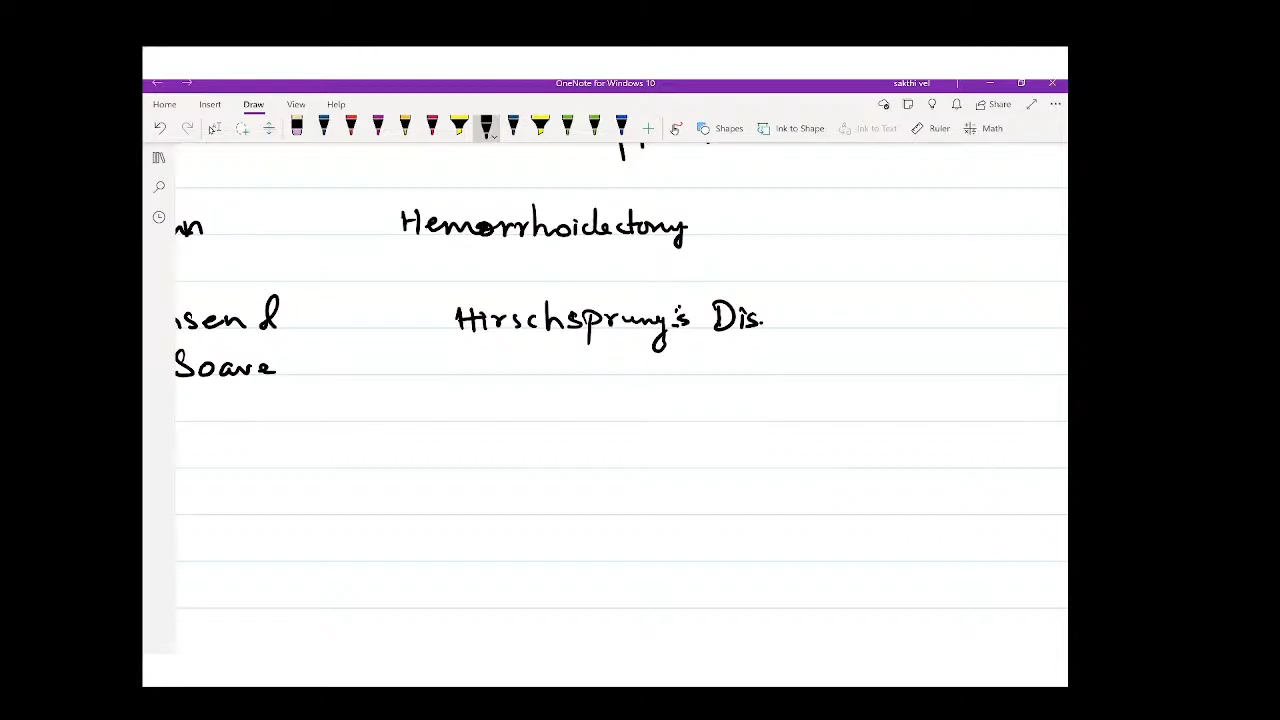 OneNote for Windows 10
sakthi vel
Home Insert Draw View Help
Share
Shapes Ink to Shape Ink to Text Ruler Math
Hemorrhoidectomy
sen & Hirschsprung's Dis.
Soave